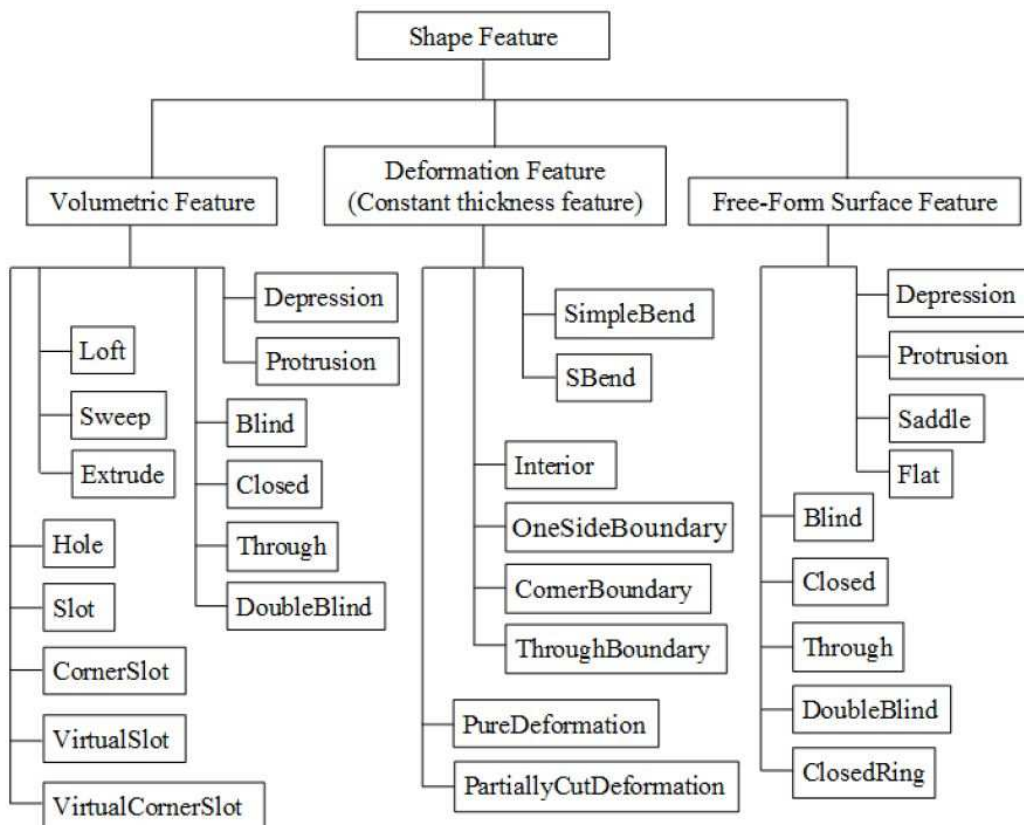 Shape Feature
Volumetric Feature
Deformation Feature
(Constant thickness feature)
Free-Form Surface Feature
Depression
Protrusion
Loft
Sweep
Extrude
Blind
Closed
Through
DoubleBlind
Hole
Slot
CornerSlot
VirtualSlot
VirtualCornerSlot
SimpleBend
SBend
Interior
OneSideBoundary
CornerBoundary
ThroughBoundary
PureDeformation
PartiallyCutDeformation
Depression
Protrusion
Saddle
Flat
Blind
Closed
Through
DoubleBlind
ClosedRing